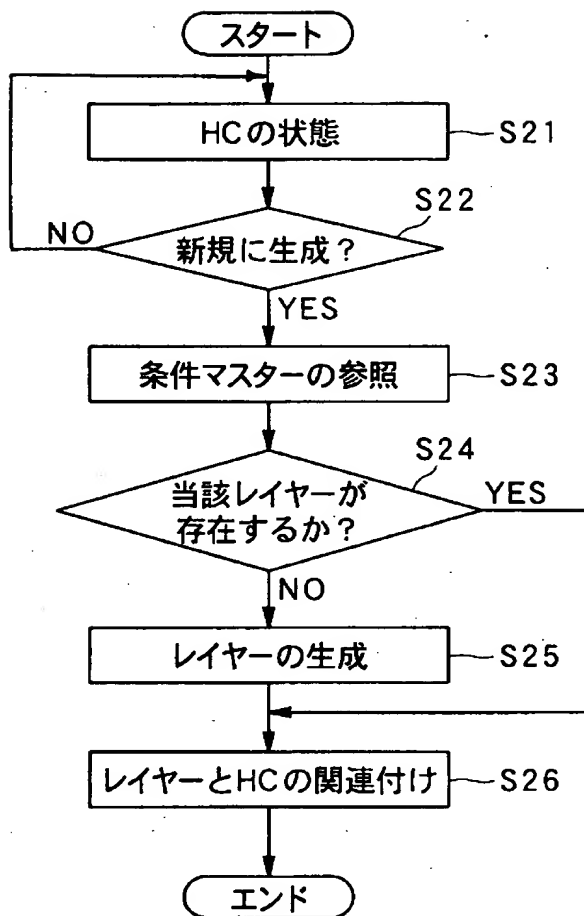 スタート
HCの状態
S21
S22
新規に生成？
NO
YES
条件マスターの参照
S23
S24
当該レイヤーが
存在するか？
YES
NO
レイヤーの生成
S25
レイヤーとHCの関連付け
S26
エンド